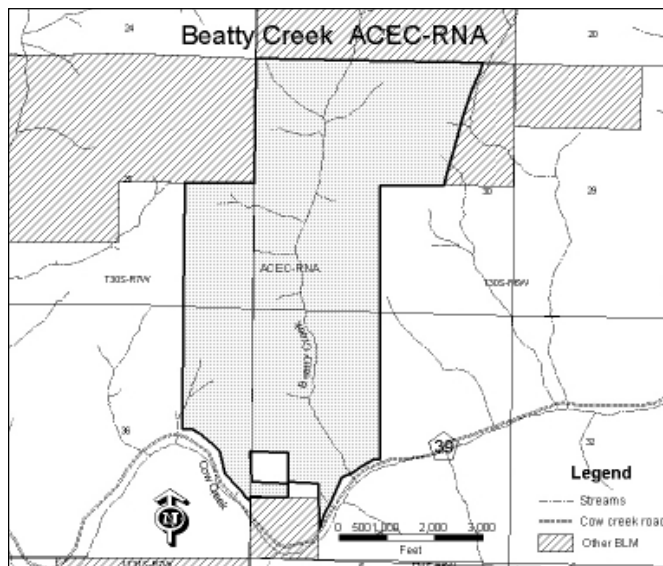 Beatty Creek ACEC-RNA
24
20
30
29
ACEC-RNA
T30S-R7W
T30S-R6W
Beatty Creek
36
39
32
Cow Creek
Legend
Streams
Cow creek road
Other BLM
N
0 500 1,000 2,000 3,000
Feet